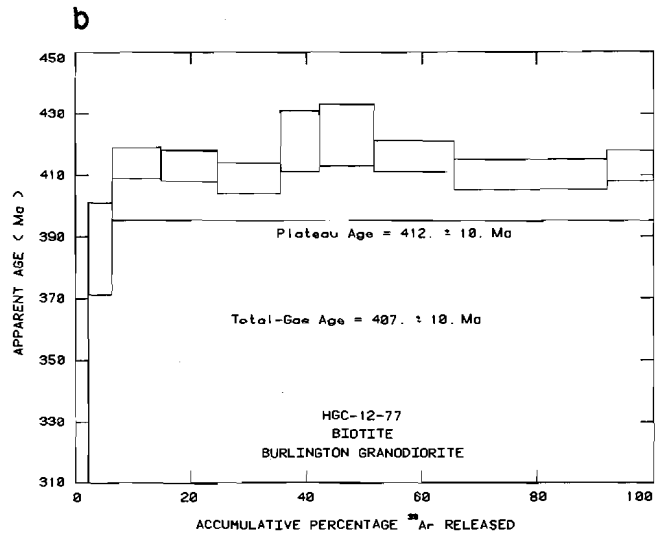 b
450
430
410
390
370
350
330
310
APPARENT AGE ( Ma )
Plateau Age = 412. ± 10. Ma
Total-Gas Age = 407. ± 10. Ma
HGC-12-77
BIOTITE
BURLINGTON GRANODIORITE
0 20 40 60 80 100
ACCUMULATIVE PERCENTAGE ³⁹Ar RELEASED